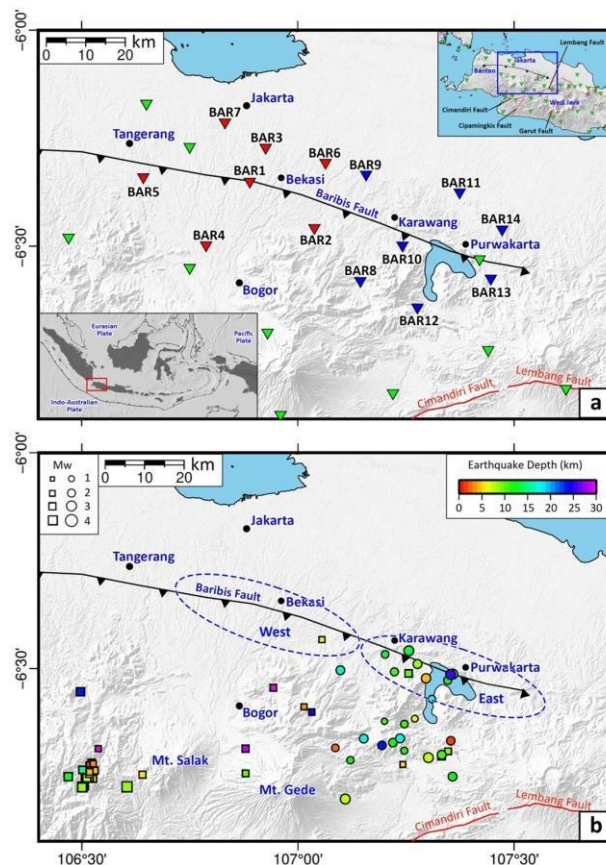 -6°00'
0 10 20
km
Lembang Fault
Jakarta
Banten
West Java
Cimandiri Fault
Cipamingkis Fault
Garut Fault
Jakarta
BAR7
Tangerang
BAR3
BAR6
BAR9
BAR1
Bekasi
BAR5
BAR11
Baribis Fault
Karawang
BAR14
BAR4
BAR2
-6°30'
Purwakarta
BAR10
Bogor
BAR8
BAR13
BAR12
Eurasian
Plate
Pacific
Plate
Indo-Australian
Plate
Cimandiri Fault
Lembang Fault
a
-6°00'
Mw
1
2
3
4
0 10 20
km
Earthquake Depth (km)
0 5 10 15 20 25 30
Jakarta
Tangerang
Baribis Fault
Bekasi
West
Karawang
-6°30'
Purwakarta
East
Bogor
Mt. Salak
Mt. Gede
Cimandiri Fault
Lembang Fault
b
106°30' 107°00' 107°30'